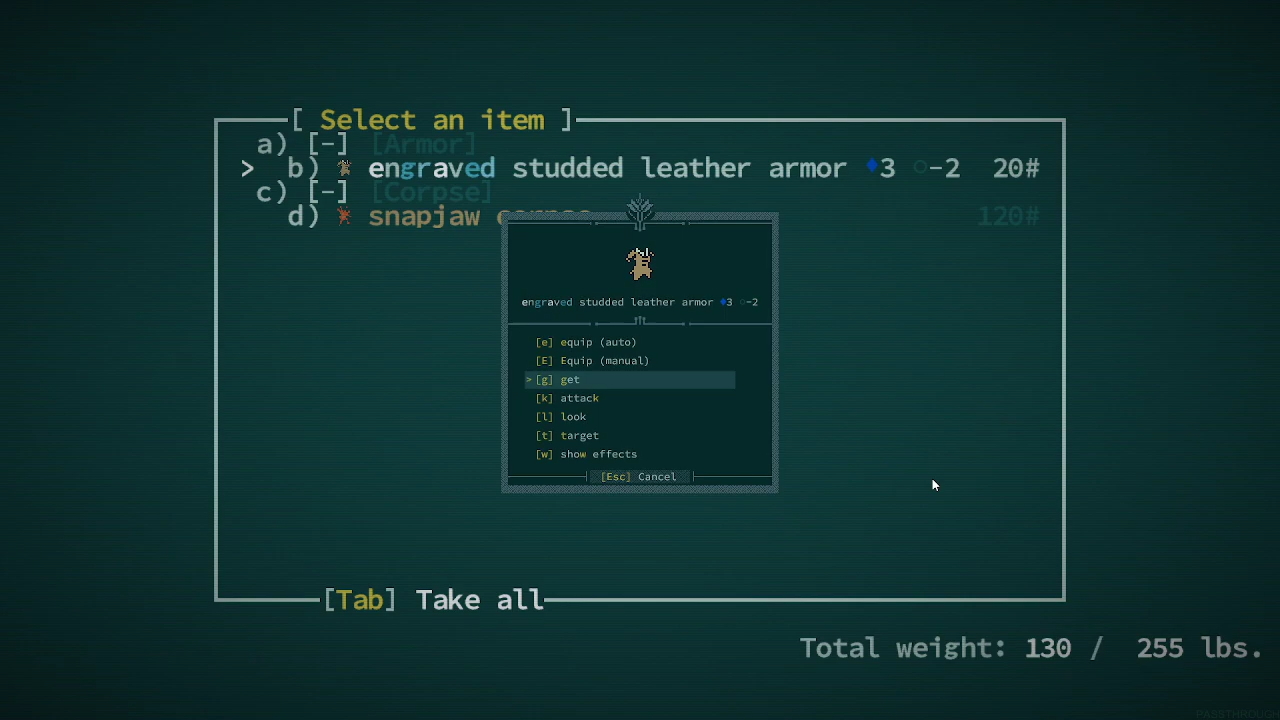 [ Select an item ]
a) [-] [Armor]
> b) engraved studded leather armor ♦3 ○-2 20#
c) [-] [Corpse]
d) snapjaw corpse 120#
engraved studded leather armor ♦3 ○-2
[e] equip (auto)
[E] Equip (manual)
>[g] get
[k] attack
[l] look
[t] target
[w] show effects
[Esc] Cancel
[Tab] Take all
Total weight: 130 / 255 lbs.